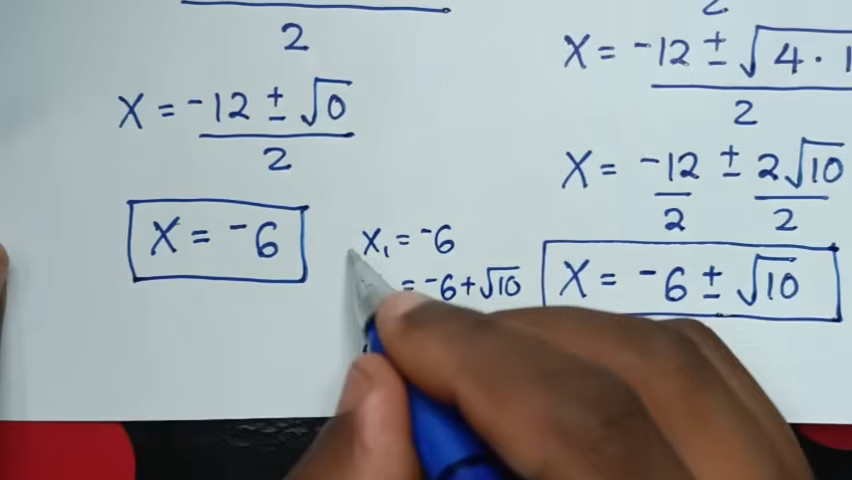 2
X = -12 ± √0
2
X = -6
X₁ = -6
= -6+√10
2
X = -12 ± √4·1
2
X = -12 ± 2√10
2 2
X = -6 ± √10